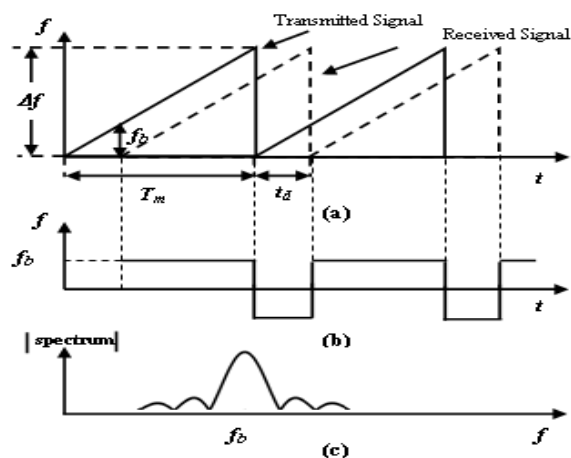 f
Transmitted Signal
Received Signal
Δf
fb
t
Tm
td
(a)
f
fb
t
(b)
|spectrum|
fb
f
(c)